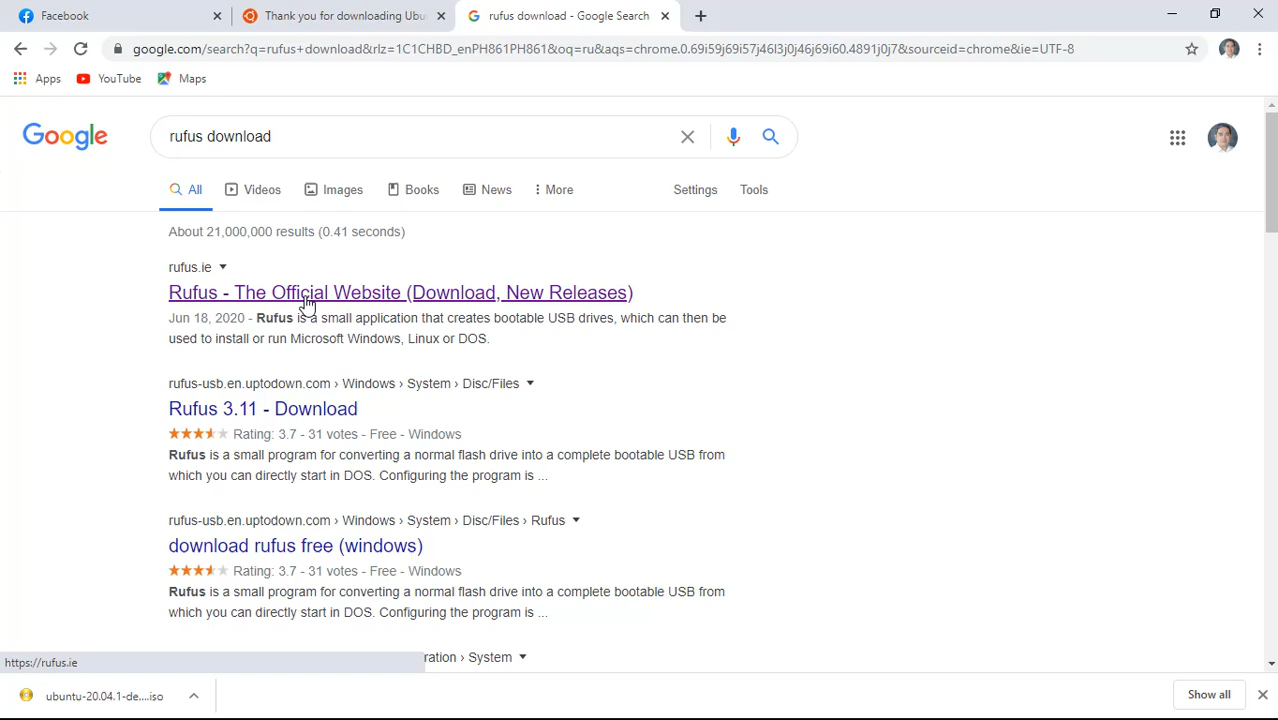 Facebook
Thank you for downloading Ubu
rufus download - Google Search
google.com/search?q=rufus+download&rlz=1C1CHBD_enPH861PH861&oq=ru&aqs=chrome.0.69i59j69i57j46l3j0j46j69i60.4891j0j7&sourceid=chrome&ie=UTF-8
Apps YouTube Maps
Google
rufus download
All Videos Images Books News More Settings Tools
About 21,000,000 results (0.41 seconds)
rufus.ie
Rufus - The Official Website (Download, New Releases)
Jun 18, 2020 - Rufus is a small application that creates bootable USB drives, which can then be
used to install or run Microsoft Windows, Linux or DOS.
rufus-usb.en.uptodown.com › Windows › System › Disc/Files
Rufus 3.11 - Download
Rating: 3.7 - 31 votes - Free - Windows
Rufus is a small program for converting a normal flash drive into a complete bootable USB from
which you can directly start in DOS. Configuring the program is ...
rufus-usb.en.uptodown.com › Windows › System › Disc/Files › Rufus
download rufus free (windows)
Rating: 3.7 - 31 votes - Free - Windows
Rufus is a small program for converting a normal flash drive into a complete bootable USB from
which you can directly start in DOS. Configuring the program is ...
ration › System
https://rufus.ie
ubuntu-20.04.1-de....iso
Show all